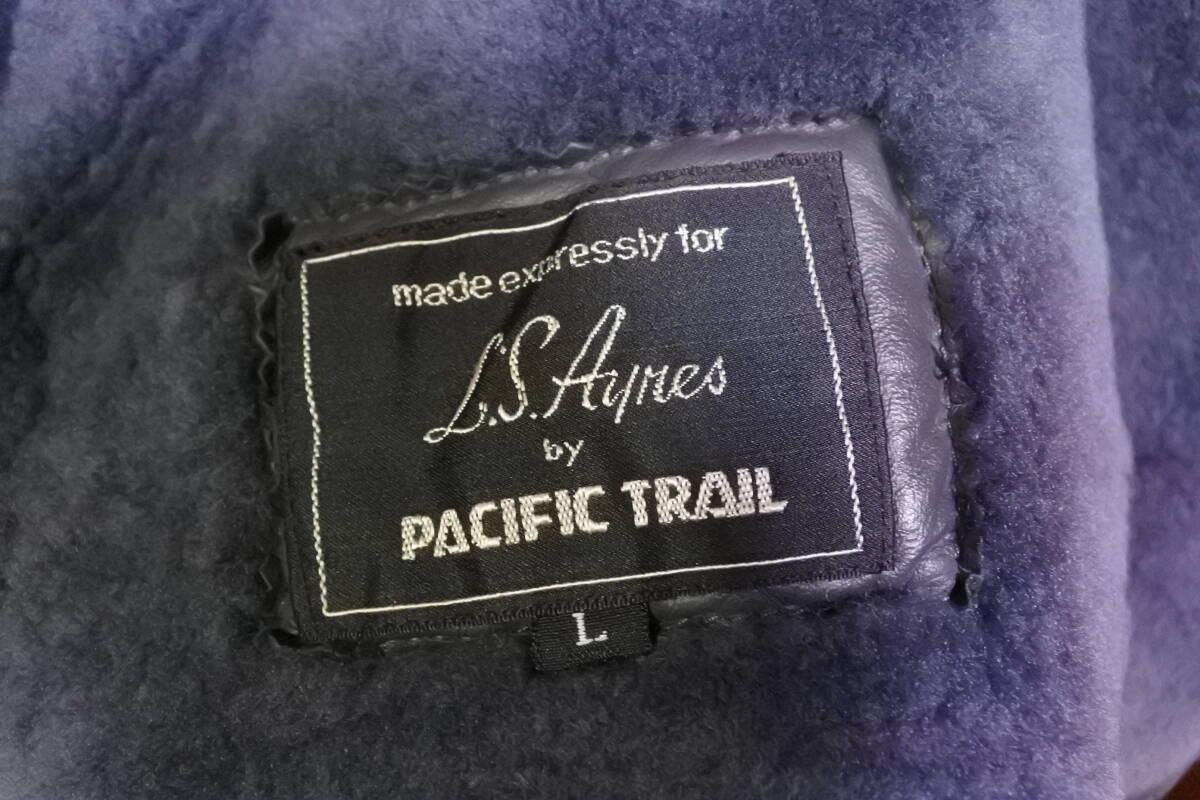 made expressly for
L.S. Ayres
by
PACIFIC TRAIL
L